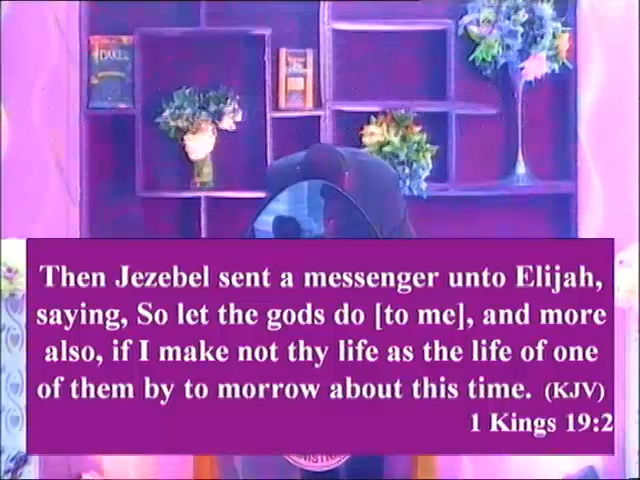 DAKE
Then Jezebel sent a messenger unto Elijah,
saying, So let the gods do [to me], and more
also, if I make not thy life as the life of one
of them by to morrow about this time. (KJV)
1 Kings 19:2